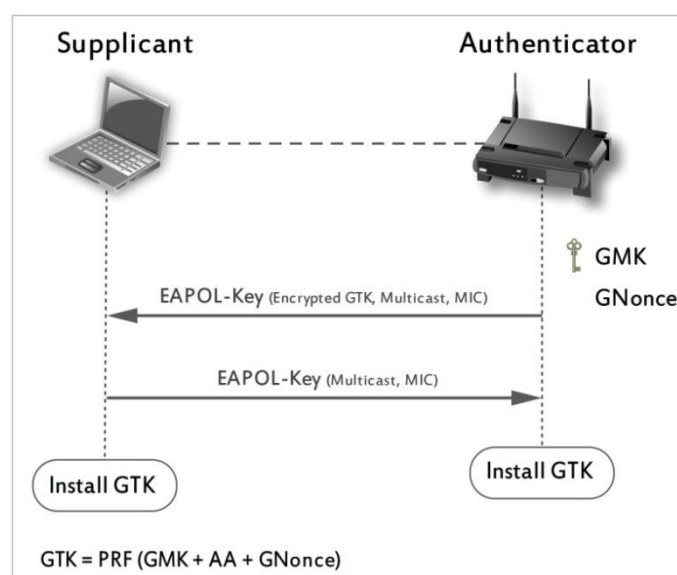 Supplicant
Authenticator
GMK
GNonce
EAPOL-Key (Encrypted GTK, Multicast, MIC)
EAPOL-Key (Multicast, MIC)
Install GTK
Install GTK
GTK = PRF (GMK + AA + GNonce)